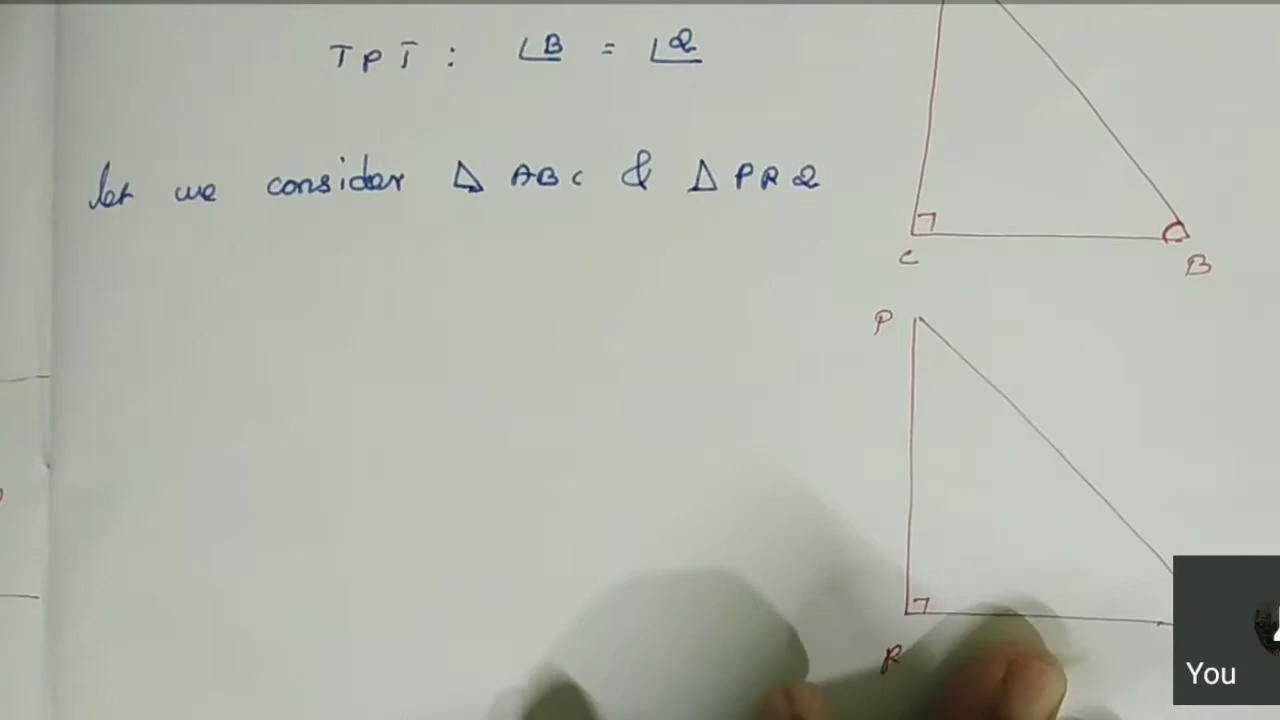 TPT : ∠B = ∠Q
let we consider Δ ABC & Δ PRQ
C
B
P
R
You